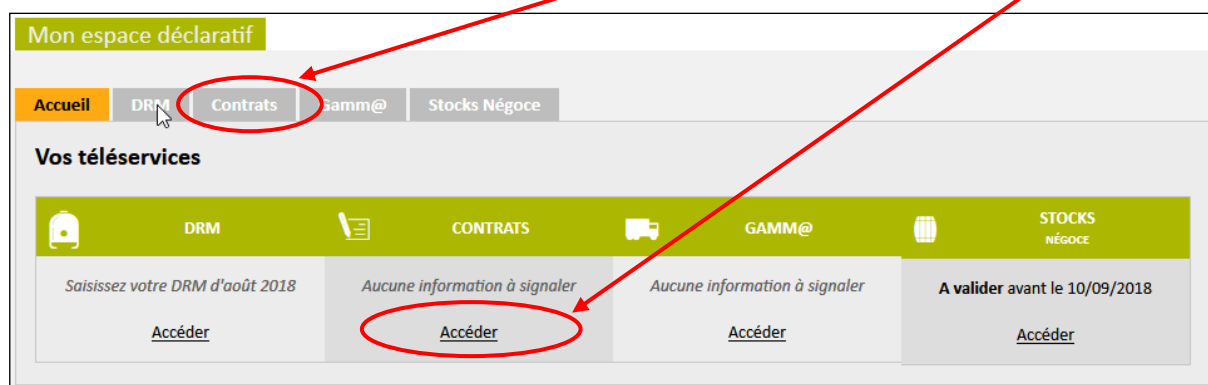 Mon espace déclaratif
Accueil DRM Contrats Gamm@ Stocks Négoce
Vos téléservices
DRM CONTRATS GAMM@ STOCKS
NÉGOCE
Saisissez votre DRM d'août 2018 Aucune information à signaler Aucune information à signaler A valider avant le 10/09/2018
Accéder Accéder Accéder Accéder